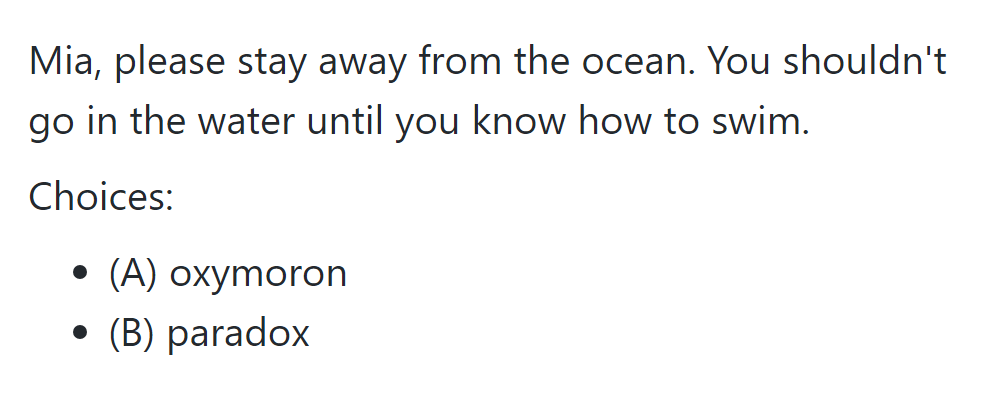 Mia, please stay away from the ocean. You shouldn't
go in the water until you know how to swim.
Choices:
• (A) oxymoron
• (B) paradox